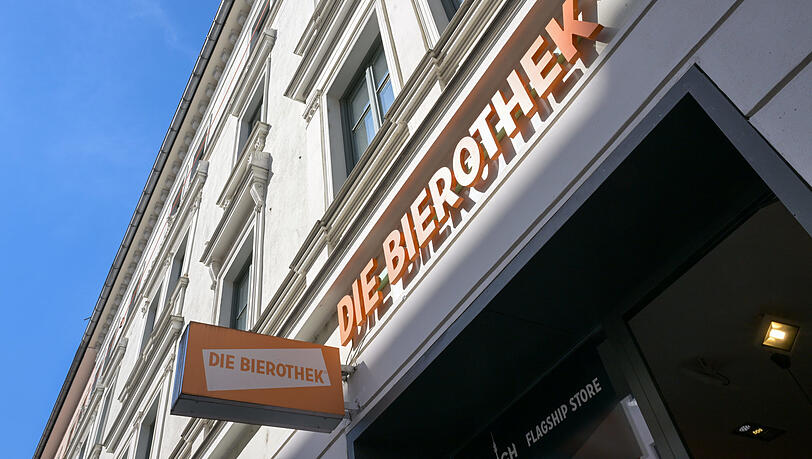 DIE BIEROTHEK
DIE BIEROTHEK
FLAGSHIP STORE